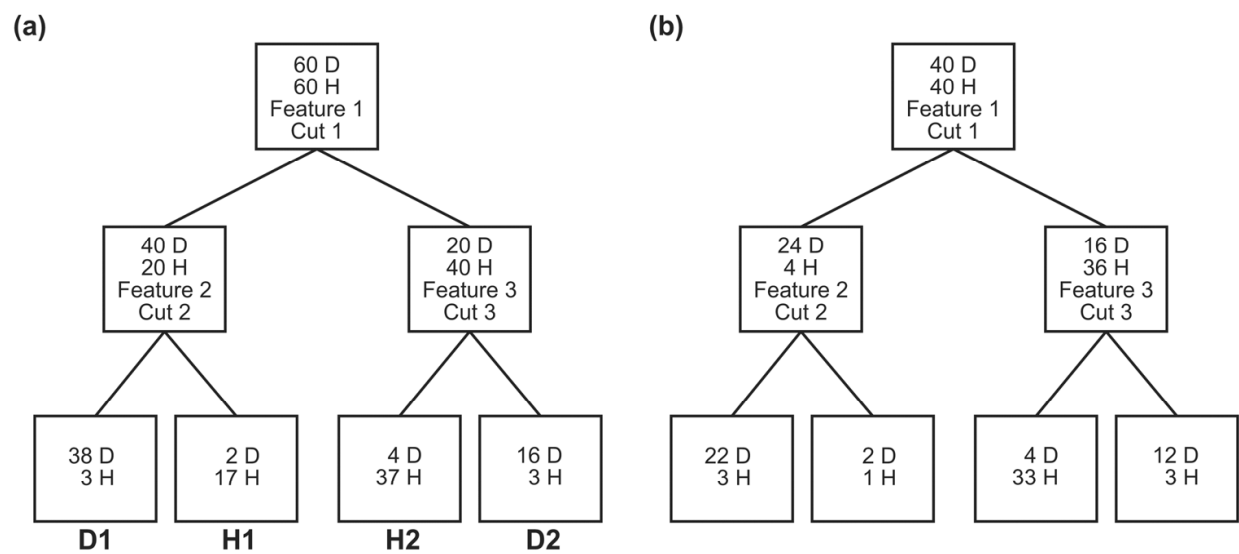 (a)
60 D
60 H
Feature 1
Cut 1
40 D
20 H
Feature 2
Cut 2
20 D
40 H
Feature 3
Cut 3
38 D
3 H
D1
2 D
17 H
H1
4 D
37 H
H2
16 D
3 H
D2
(b)
40 D
40 H
Feature 1
Cut 1
24 D
4 H
Feature 2
Cut 2
16 D
36 H
Feature 3
Cut 3
22 D
3 H
2 D
1 H
4 D
33 H
12 D
3 H